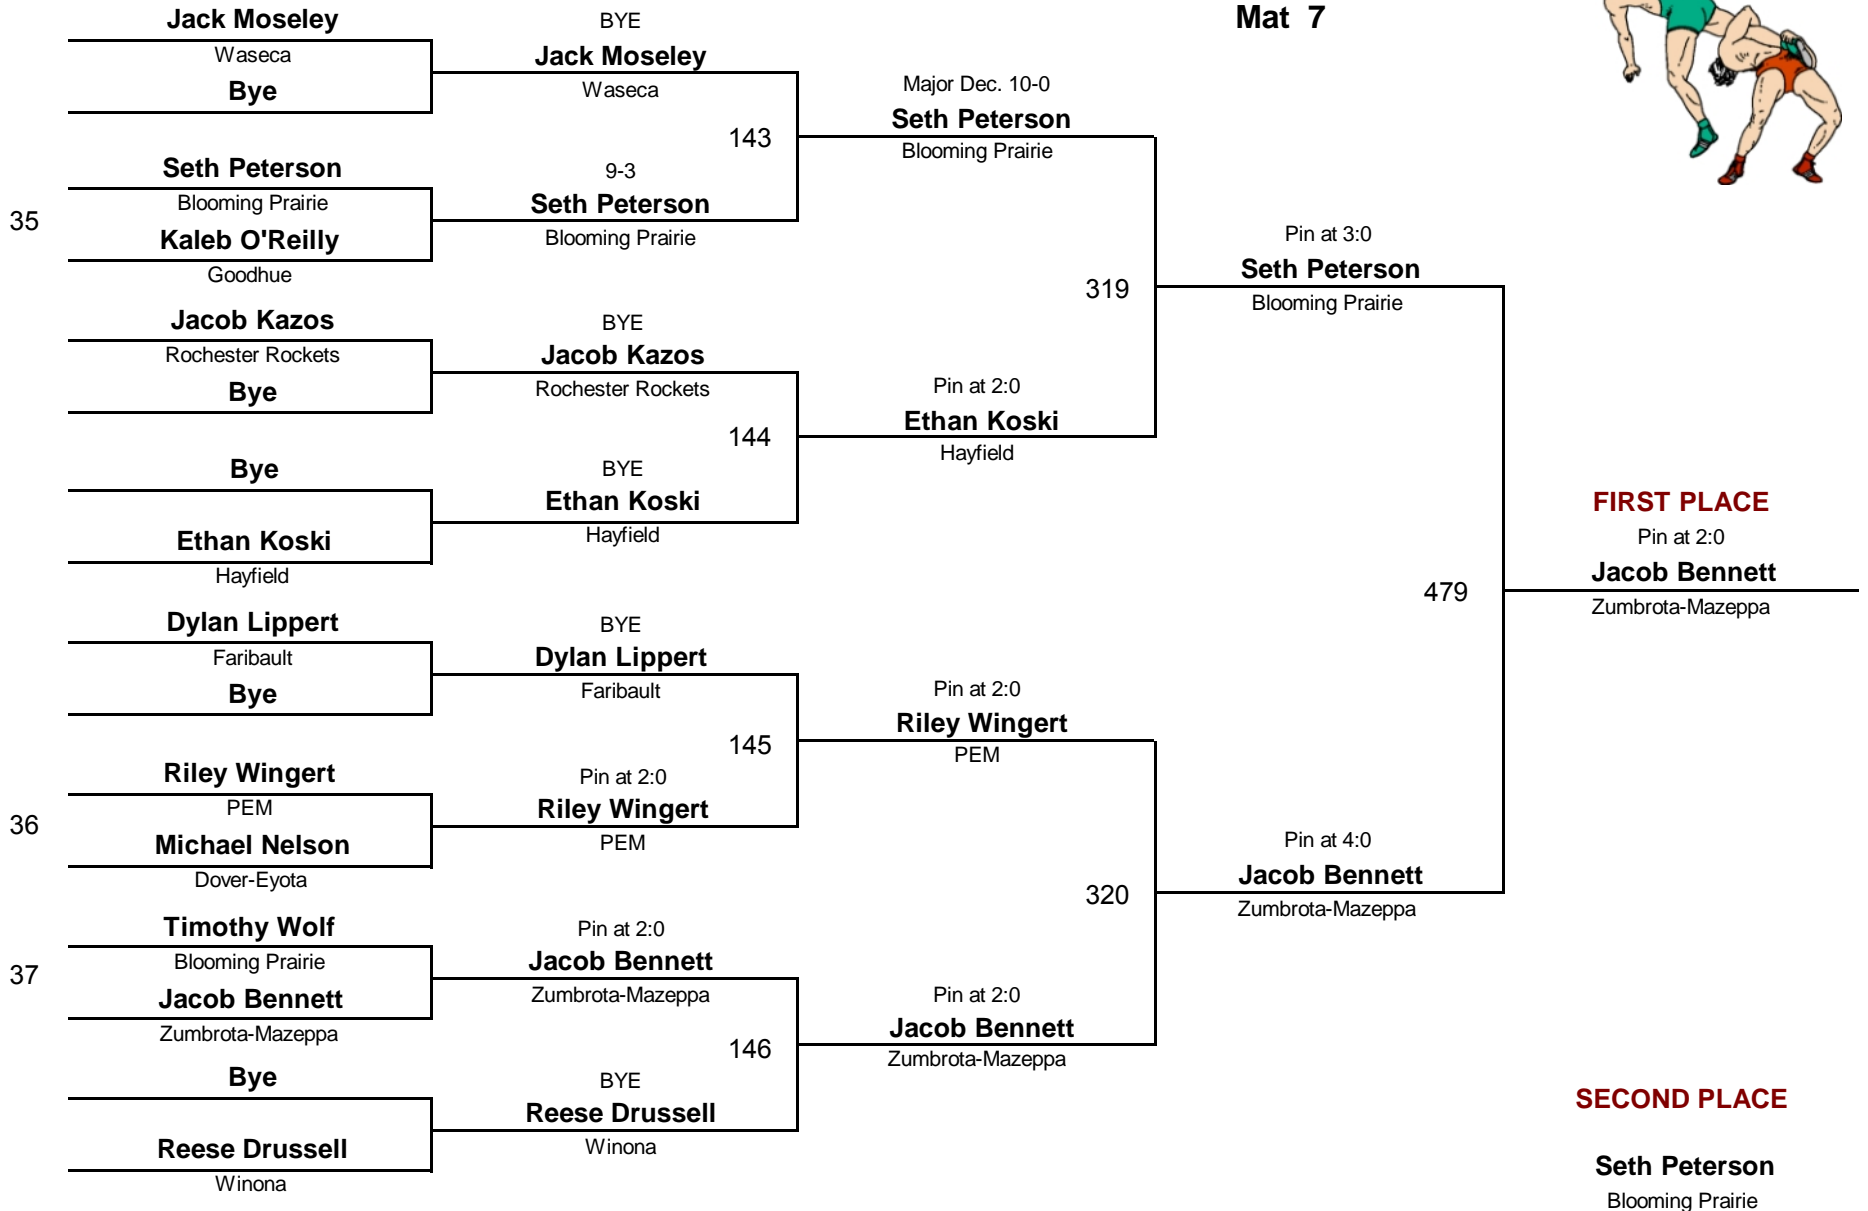 Mat 7
Jack Moseley
Waseca
Bye
35
Seth Peterson
Blooming Prairie
Kaleb O'Reilly
Goodhue
Jacob Kazos
Rochester Rockets
Bye
Bye
Ethan Koski
Hayfield
Dylan Lippert
Faribault
Bye
36
Riley Wingert
PEM
Michael Nelson
Dover-Eyota
37
Timothy Wolf
Blooming Prairie
Jacob Bennett
Zumbrota-Mazeppa
Bye
Reese Drussell
Winona
BYE
Jack Moseley
Waseca
143
9-3
Seth Peterson
Blooming Prairie
BYE
Jacob Kazos
Rochester Rockets
144
BYE
Ethan Koski
Hayfield
BYE
Dylan Lippert
Faribault
145
Pin at 2:0
Riley Wingert
PEM
Pin at 2:0
Jacob Bennett
Zumbrota-Mazeppa
146
BYE
Reese Drussell
Winona
Major Dec. 10-0
Seth Peterson
Blooming Prairie
319
Pin at 2:0
Ethan Koski
Hayfield
Pin at 2:0
Riley Wingert
PEM
320
Pin at 2:0
Jacob Bennett
Zumbrota-Mazeppa
Pin at 3:0
Seth Peterson
Blooming Prairie
479
Pin at 4:0
Jacob Bennett
Zumbrota-Mazeppa
FIRST PLACE
Pin at 2:0
Jacob Bennett
Zumbrota-Mazeppa
SECOND PLACE
Seth Peterson
Blooming Prairie